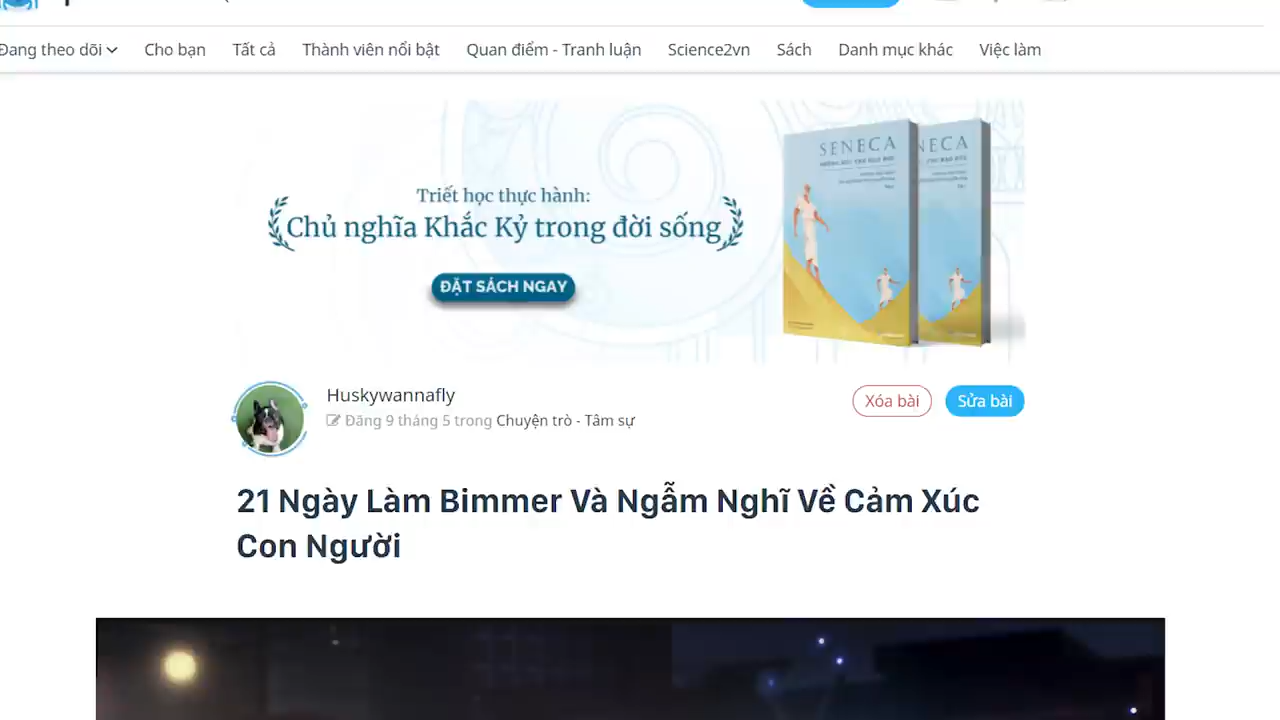 Đang theo dõi Cho bạn Tất cả Thành viên nổi bật Quan điểm - Tranh luận Science2vn Sách Danh mục khác Việc làm
Triết học thực hành:
Chủ nghĩa Khắc Kỷ trong đời sống
ĐẶT SÁCH NGAY
SENECA
NECA
Huskywannafly
Đăng 9 tháng 5 trong Chuyện trò - Tâm sự
Xóa bài Sửa bài
21 Ngày Làm Bimmer Và Ngẫm Nghĩ Về Cảm Xúc
Con Người